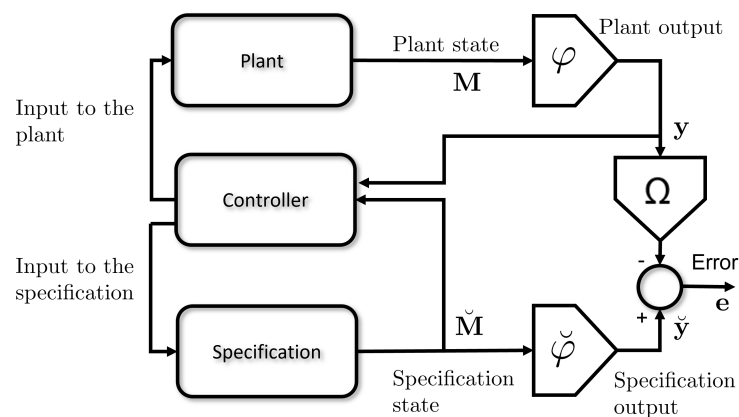 Plant
Plant state
M
φ
Plant output
y
Input to the
plant
Controller
Ω
-
Error
e
+
Input to the
specification
Specification
M̆
φ̆
y̆
Specification
state
Specification
output